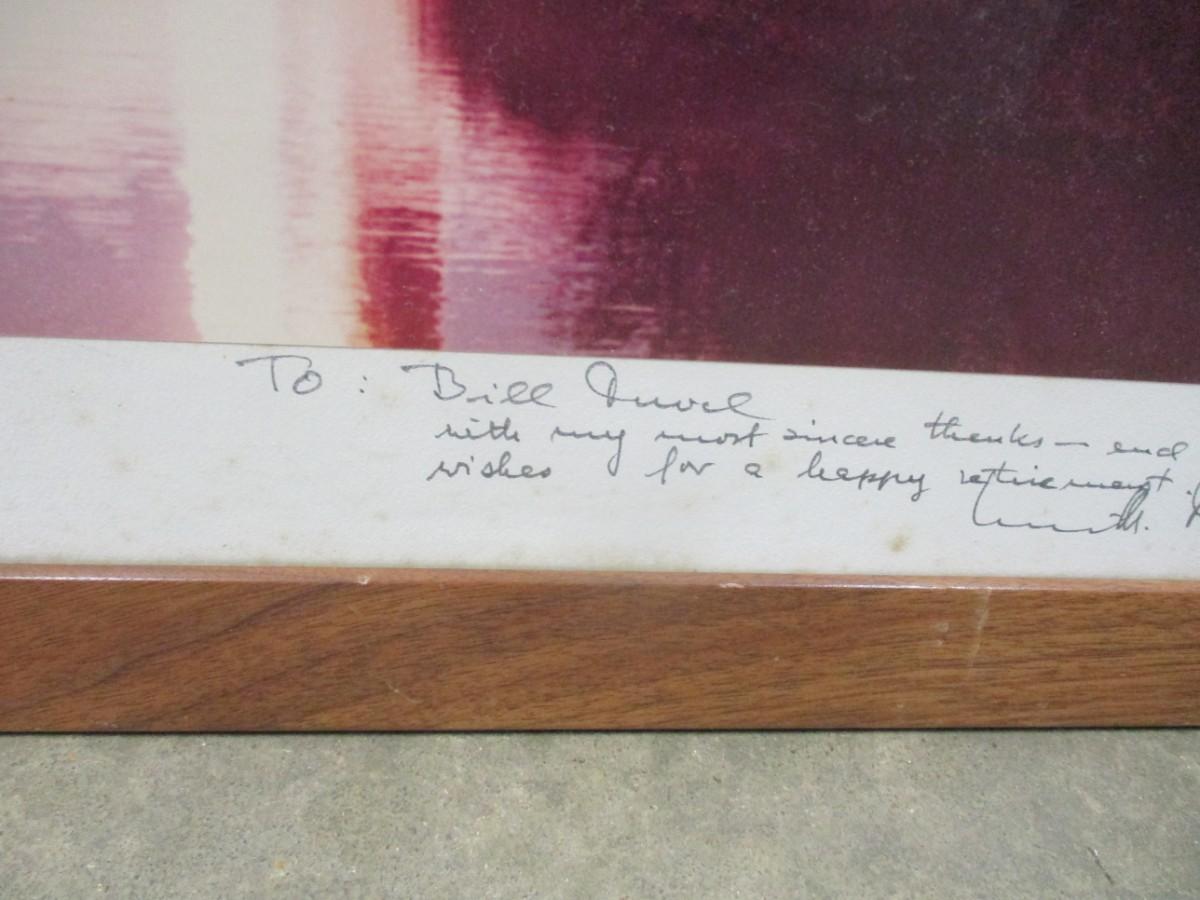 To : Bill
with my most sincere thanks — and
wishes for a happy retirement.